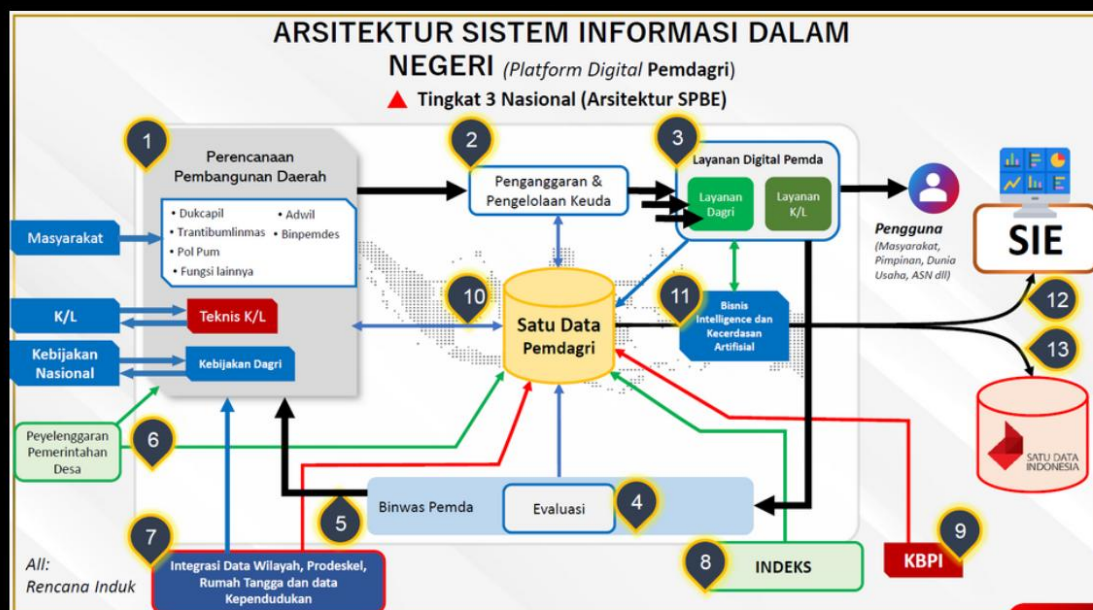 ARSITEKTUR SISTEM INFORMASI DALAM
NEGERI (Platform Digital Pemdagri)
Tingkat 3 Nasional (Arsitektur SPBE)
1
Perencanaan
Pembangunan Daerah
• Dukcapil
• Trantibumlinmas
• Pol Pum
• Fungsi lainnya
• Adwil
• Binpemdes
Masyarakat
K/L
Teknis K/L
Kebijakan
Nasional
Kebijakan Dagri
2
Penganggaran &
Pengelolaan Keuda
3
Layanan Digital Pemda
Layanan
Dagri
Layanan
K/L
Pengguna
(Masyarakat,
Pimpinan, Dunia
Usaha, ASN dll)
SIE
10
Satu Data
Pemdagri
11
Bisnis
Intelligence dan
Kecerdasan
Artifisial
12
13
SATU DATA
INDONESIA
Peyelenggaran
Pemerintahan
Desa
6
5
Binwas Pemda
Evaluasi
4
7
Integrasi Data Wilayah, Prodeskel,
Rumah Tangga dan data
Kependudukan
8
INDEKS
9
KBPI
All:
Rencana Induk